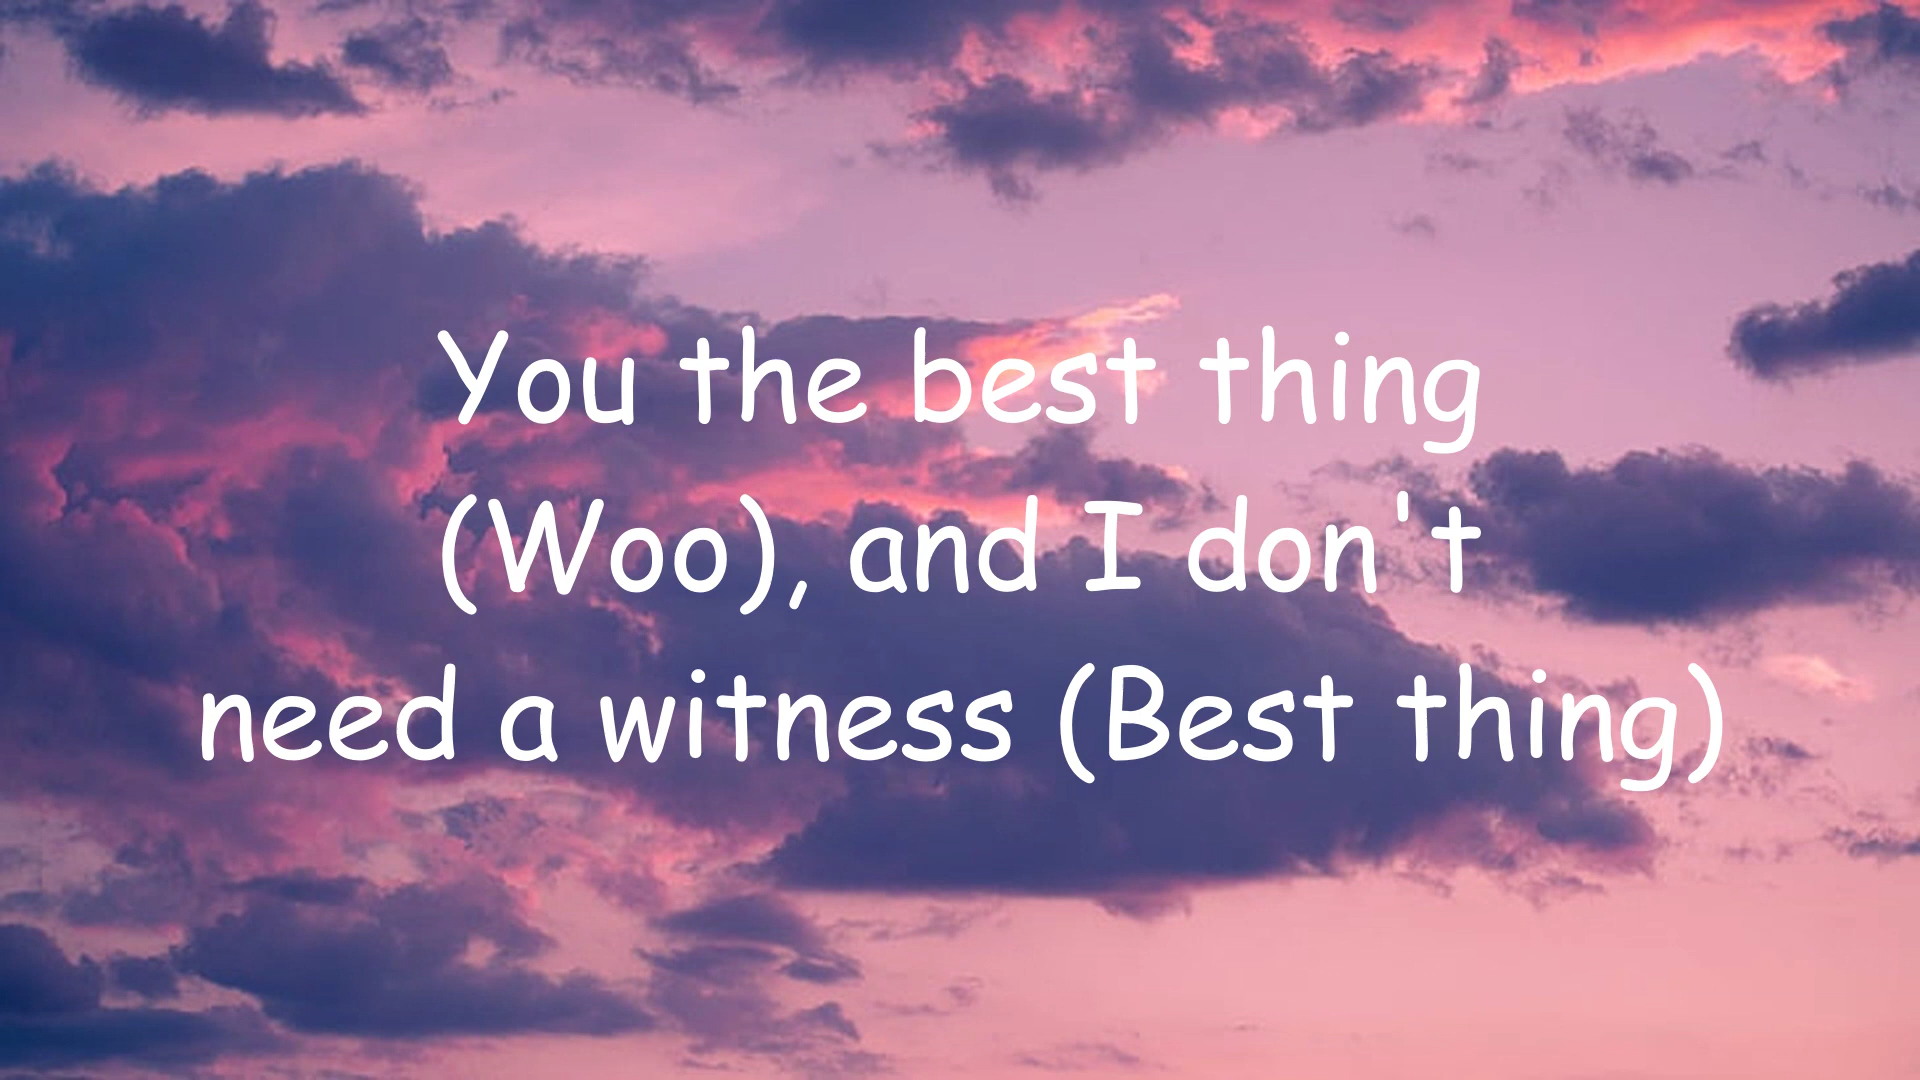 You the best thing
(Woo), and I don't
need a witness (Best thing)